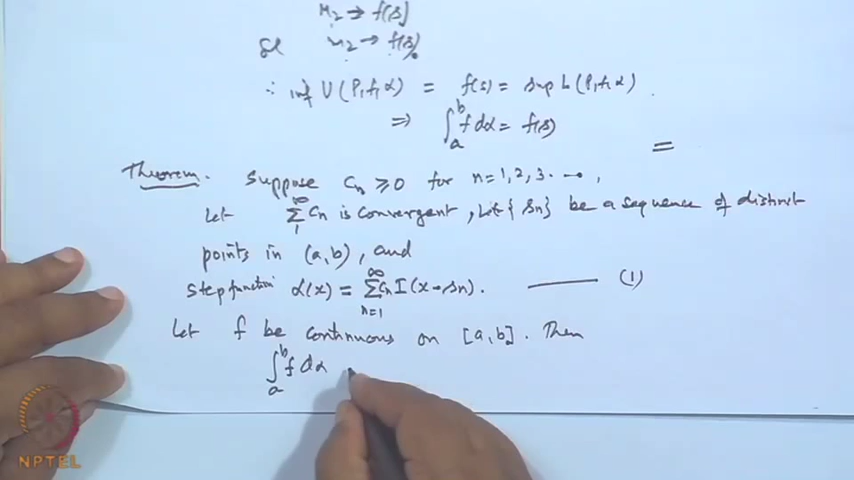 M₂ → f(s)
m₂ → f(s)
∴ inf U(P, f, α) = f(s) = sup L(P, f, α).
⇒ ∫ₐᵇ f dα = f(s)
Theorem. Suppose Cₙ ⩾ 0 for n = 1, 2, 3 . . . ,
Let ∑₁^∞ Cₙ is convergent, Let {sₙ} be a sequence of distinct
points in (a, b), and
step function α(x) = ∑ₙ₌₁^∞ Cₙ I(x - sₙ). ——— (1)
Let f be continuous on [a, b]. Then
∫ₐᵇ f dα
NPTEL